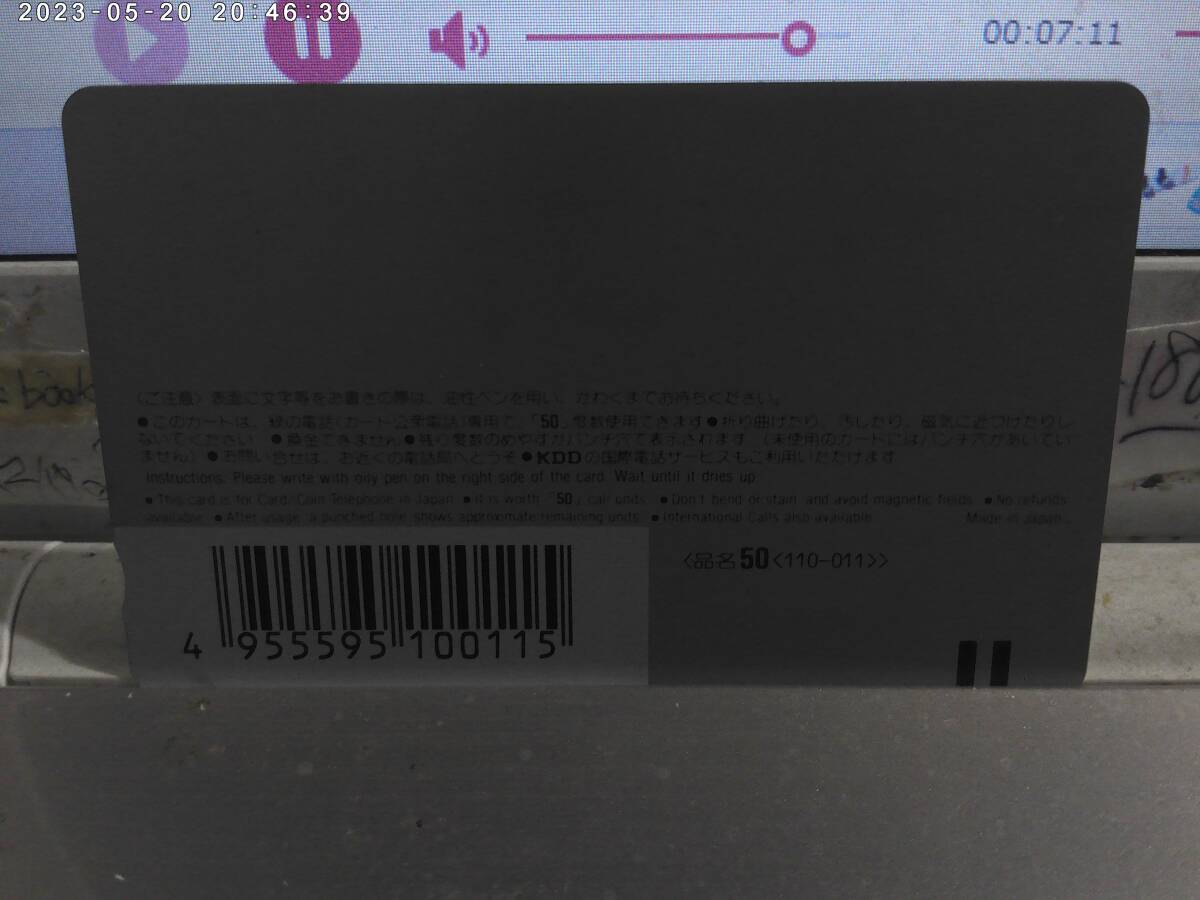 2023-05-20 20:46:39
00:07:11
<ご注意> 表面に文字等をお書きの際は、油性ペンを用い、かわくまでお待ちください。
●このカードは、緑の電話(カード公衆電話)専用で、「50」度数使用できます●折り曲げたり、汚したり、磁気に近づけたりし
ないでください ●換金できません●残り度数のめやすがパンチ穴で表示されます (未使用のカードにはパンチ穴があいてい
ません)●お問い合せは、お近くの電話局へどうぞ●KDDの国際電話サービスもご利用いただけます
Instructions: Please write with oily pen on the right side of the card. Wait until it dries up.
●This card is for Card/Coin Telephone in Japan ●It is worth 「50」 call units ●Don't bend or stain and avoid magnetic fields ●No refunds
available ●After usage, a punched hole shows approximate remaining units ●International Calls also available Made in Japan
<品名50<110-011>>
4 955595 100115
book
188